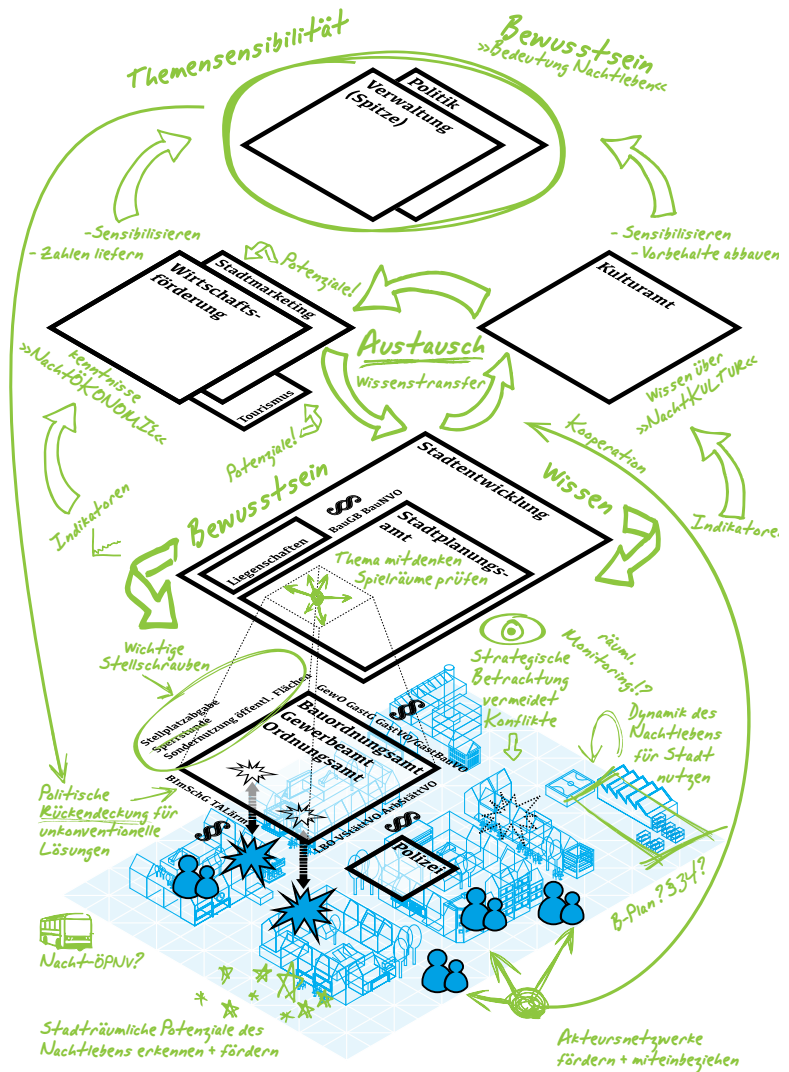 Themensensibilität
Bewusstsein
»Bedeutung Nachtleben«
Politik
Verwaltung
(Spitze)
-Sensibilisieren
- Zahlen liefern
- Sensibilisieren
- Vorbehalte abbauen
Potenziale!
Stadtmarketing
Wirtschafts-
förderung
Tourismus
Kulturamt
Austausch
Wissenstransfer
Kenntnisse
»NachtÖKONOMIE«
Wissen über
»NachtKULTUR«
Potenziale!
Kooperation
Indikatoren
Indikatoren
Bewusstsein
Wissen
Stadtentwicklung
§§
BauGB BauNVO
Stadtplanungs-
amt
Liegenschaften
Thema mitdenken
Spielräume prüfen
Wichtige
Stellschrauben
Stellplatzabgabe
Sperrstunde
Sondernutzung öffentl. Flächen
Strategische
Betrachtung
vermeidet
Konflikte
räuml.
Monitoring!?
Dynamik des
Nachtlebens
für Stadt
nutzen
GewO GastG GastVO/GastBauVO
§§
Bauordnungsamt
Gewerbeamt
Ordnungsamt
BImSchG TALärm
§§
LBO VStättVO ArbStättVO
§§
Polizei
Politische
Rückendeckung für
unkonventionelle
Lösungen
B-Plan? §34?
Nacht-ÖPNV?
Stadträumliche Potenziale des
Nachtlebens erkennen + fördern
Akteursnetzwerke
fördern + miteinbeziehen